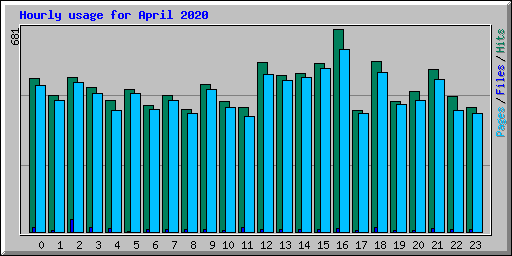 Hourly usage for April 2020
681
Pages/Files/Hits
0 1 2 3 4 5 6 7 8 9 10 11 12 13 14 15 16 17 18 19 20 21 22 23